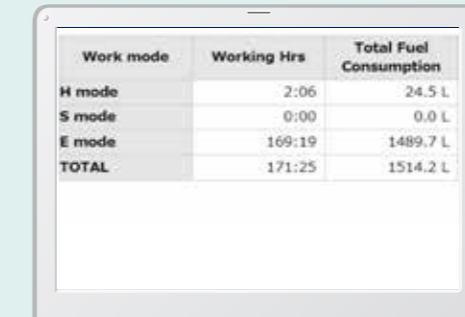 Work mode Working Hrs Total Fuel
Consumption
H mode 2:06 24.5 L
S mode 0:00 0.0 L
E mode 169:19 1489.7 L
TOTAL 171:25 1514.2 L